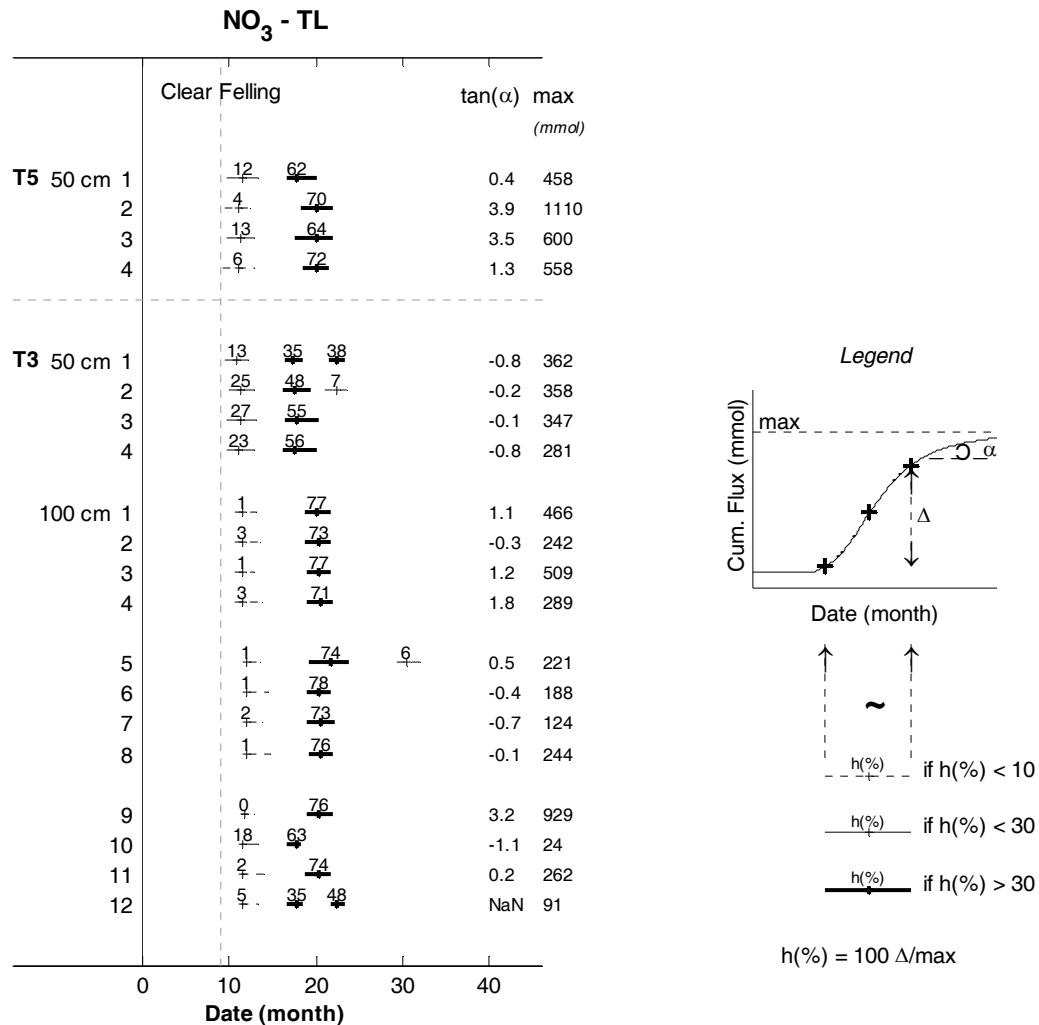 NO3 - TL
Clear Felling tan(α) max
(mmol)
12 62
T5 50 cm 1 0.4 458
4 70
2 3.9 1110
13 64
3 3.5 600
6 72
4 1.3 558
13 35 38
T3 50 cm 1 -0.8 362
25 48 7
2 -0.2 358
27 55
3 -0.1 347
23 56
4 -0.8 281
1 77
100 cm 1 1.1 466
3 73
2 -0.3 242
1 77
3 1.2 509
3 71
4 1.8 289
1 74 6
5 0.5 221
1 78
6 -0.4 188
2 73
7 -0.7 124
1 76
8 -0.1 244
0 76
9 3.2 929
18 63
10 -1.1 24
2 74
11 0.2 262
5 35 48
12 NaN 91
0 10 20 30 40
Date (month)
Legend
max
α
Δ
Cum. Flux (mmol)
Date (month)
~
h(%) if h(%) < 10
h(%) if h(%) < 30
h(%) if h(%) > 30
h(%) = 100 Δ/max